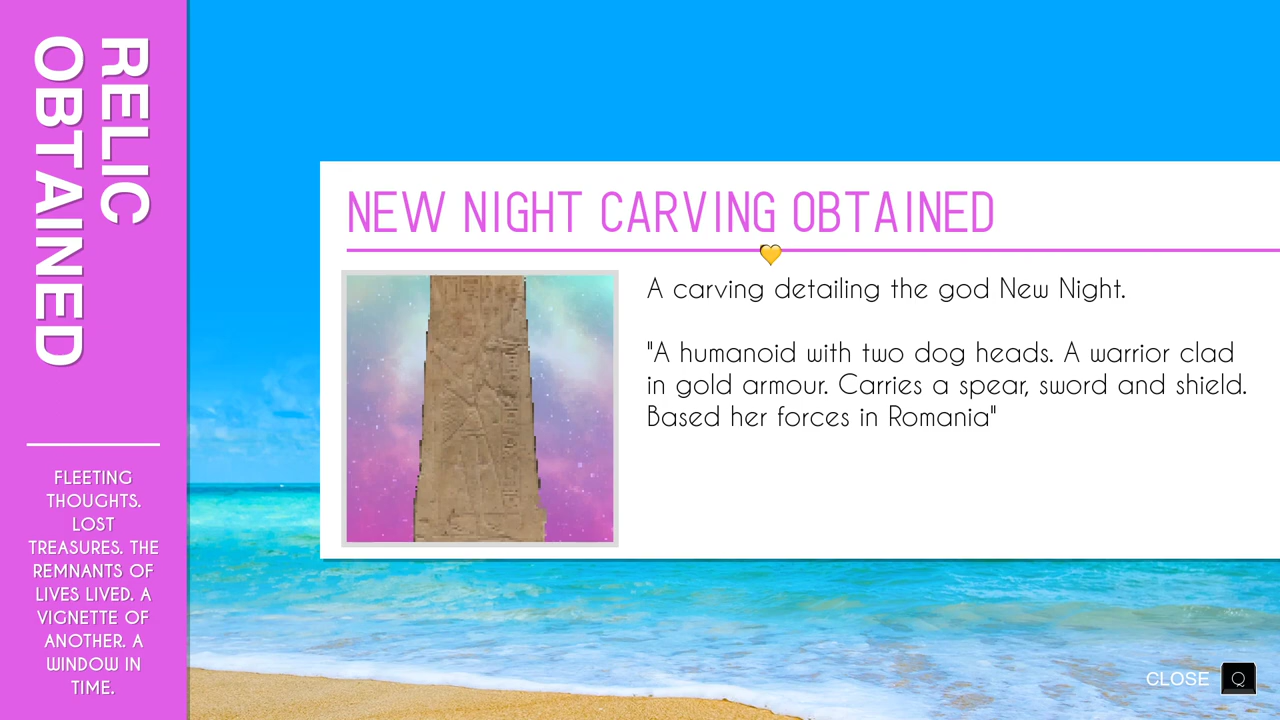 RELIC
OBTAINED
FLEETING
THOUGHTS.
LOST
TREASURES. THE
REMNANTS OF
LIVES LIVED. A
VIGNETTE OF
ANOTHER. A
WINDOW IN
TIME.
NEW NIGHT CARVING OBTAINED
A carving detailing the god New Night.
"A humanoid with two dog heads. A warrior clad
in gold armour. Carries a spear, sword and shield.
Based her forces in Romania"
CLOSE Q